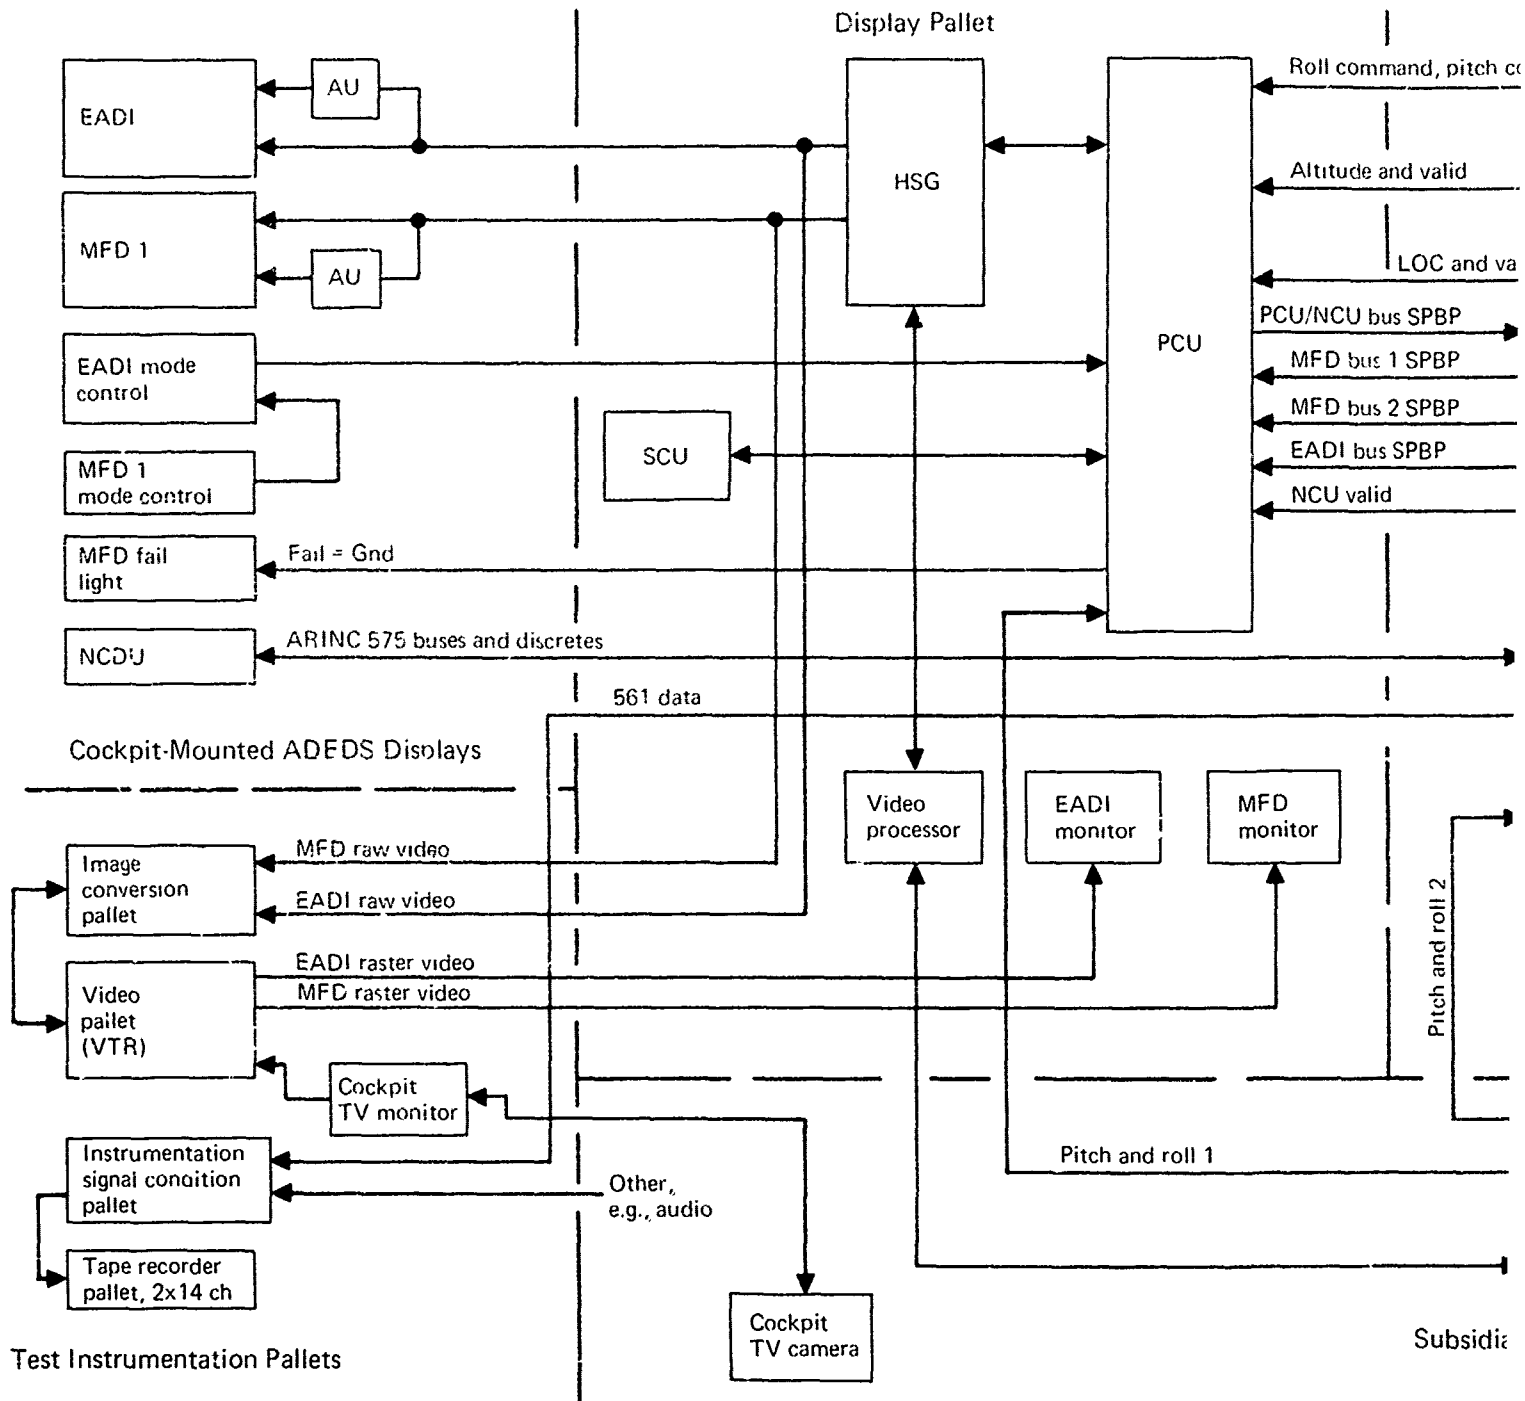 Display Pallet
EADI
AU
HSG
PCU
Roll command, pitch
Altitude and valid
MFD 1
AU
LOC and
PCU/NCU bus SPBP
MFD bus 1 SPBP
MFD bus 2 SPBP
EADI bus SPBP
NCU valid
EADI mode
control
SCU
MFD 1
mode control
MFD fail
light
Fail = Gnd
NCDU
ARINC 575 buses and discretes
561 data
Cockpit-Mounted ADEDS Displays
Video
processor
EADI
monitor
MFD
monitor
Image
conversion
pallet
MFD raw video
EADI raw video
Pitch and roll 2
Video
pallet
(VTR)
EADI raster video
MFD raster video
Cockpit
TV monitor
Instrumentation
signal condition
pallet
Pitch and roll 1
Other,
e.g., audio
Tape recorder
pallet, 2x14 ch
Cockpit
TV camera
Test Instrumentation Pallets